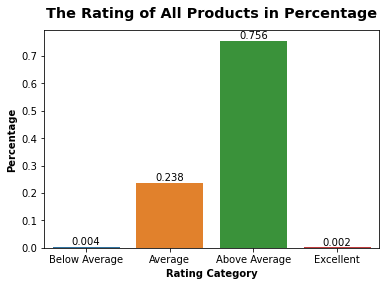 The Rating of All Products in Percentage
0.7
0.6
0.5
0.4
0.3
0.2
0.1
0.0
Percentage
0.004
0.238
0.756
0.002
Below Average
Average
Above Average
Excellent
Rating Category